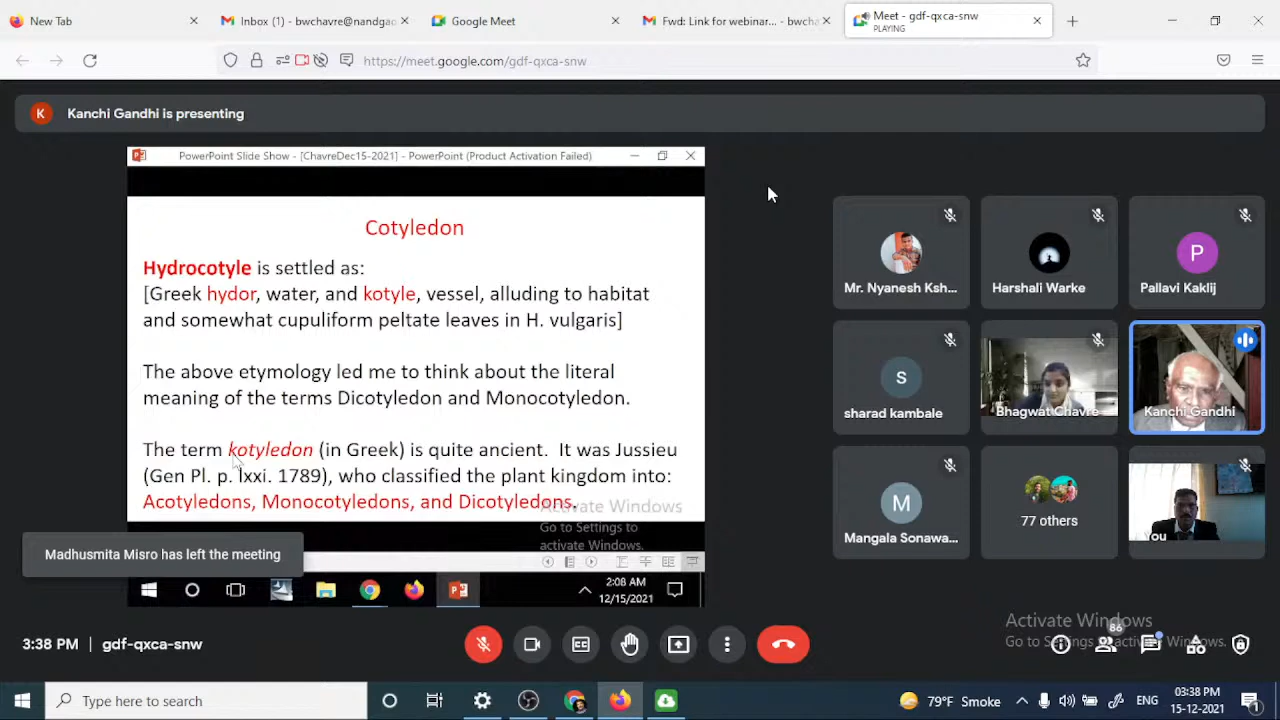 New Tab
Inbox (1) - bwchavre@nandgao
Google Meet
Fwd: Link for webinar... - bwcha
Meet - gdf-qxca-snw
PLAYING
https://meet.google.com/gdf-qxca-snw
K
Kanchi Gandhi is presenting
PowerPoint Slide Show - [ChavreDec15-2021] - PowerPoint (Product Activation Failed)
Cotyledon
Hydrocotyle is settled as:
[Greek hydor, water, and kotyle, vessel, alluding to habitat
and somewhat cupuliform peltate leaves in H. vulgaris]
The above etymology led me to think about the literal
meaning of the terms Dicotyledon and Monocotyledon.
The term kotyledon (in Greek) is quite ancient. It was Jussieu
(Gen Pl. p. lxxi. 1789), who classified the plant kingdom into:
Acotyledons, Monocotyledons, and Dicotyledons.
Activate Windows
Go to Settings to
activate Windows.
Madhusmita Misro has left the meeting
2:08 AM
12/15/2021
Mr. Nyanesh Ksh...
Harshali Warke
P
Pallavi Kaklij
s
sharad kambale
Bhagwat Chavre
Kanchi Gandhi
M
Mangala Sonawa...
77 others
You
3:38 PM | gdf-qxca-snw
Activate Windows
Go to Settings to activate Windows.
86
Type here to search
79°F Smoke
ENG
03:38 PM
15-12-2021
1